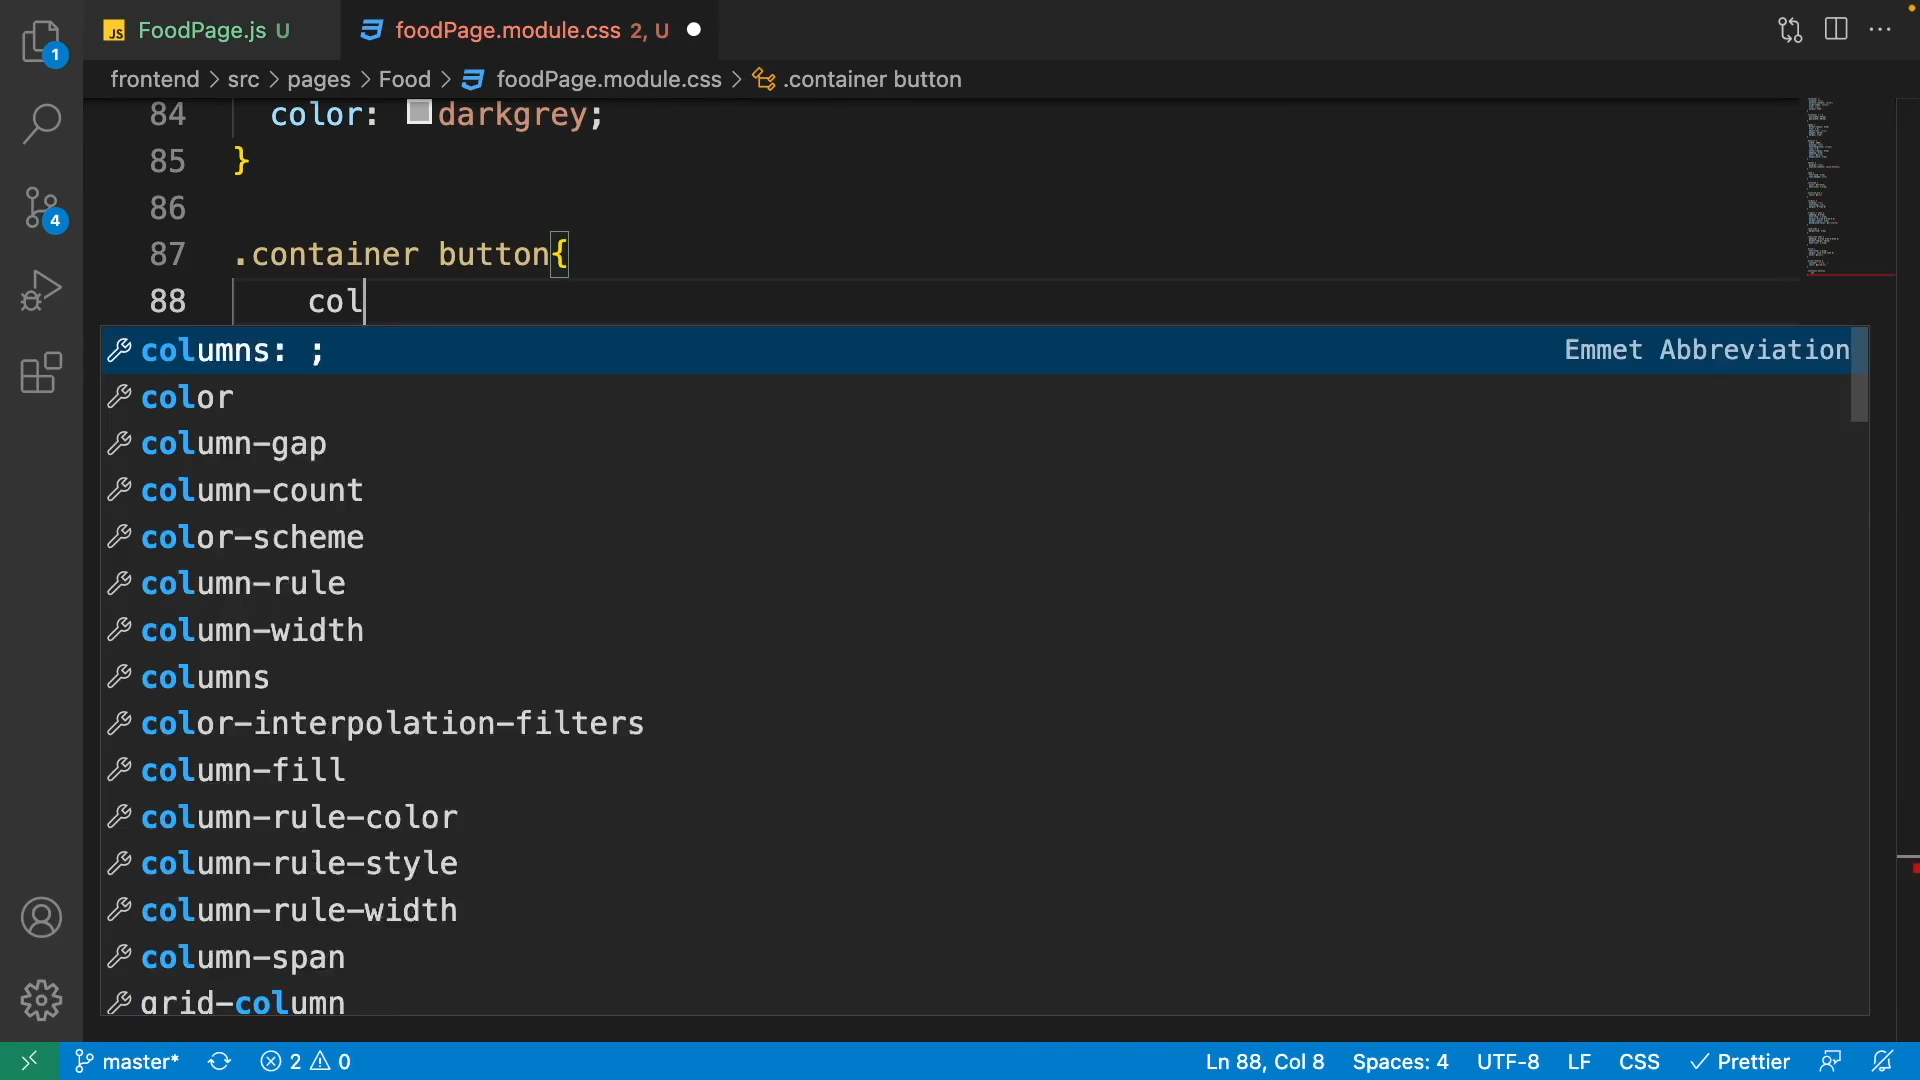 1
FoodPage.js U
foodPage.module.css 2, U
frontend > src > pages > Food > foodPage.module.css > .container button
84 color: darkgrey;
85 }
86
87 .container button{
88 col
4
columns: ; Emmet Abbreviation
color
column-gap
column-count
color-scheme
column-rule
column-width
columns
color-interpolation-filters
column-fill
column-rule-color
column-rule-style
column-rule-width
column-span
grid-column
master* 2 0 Ln 88, Col 8 Spaces: 4 UTF-8 LF CSS Prettier